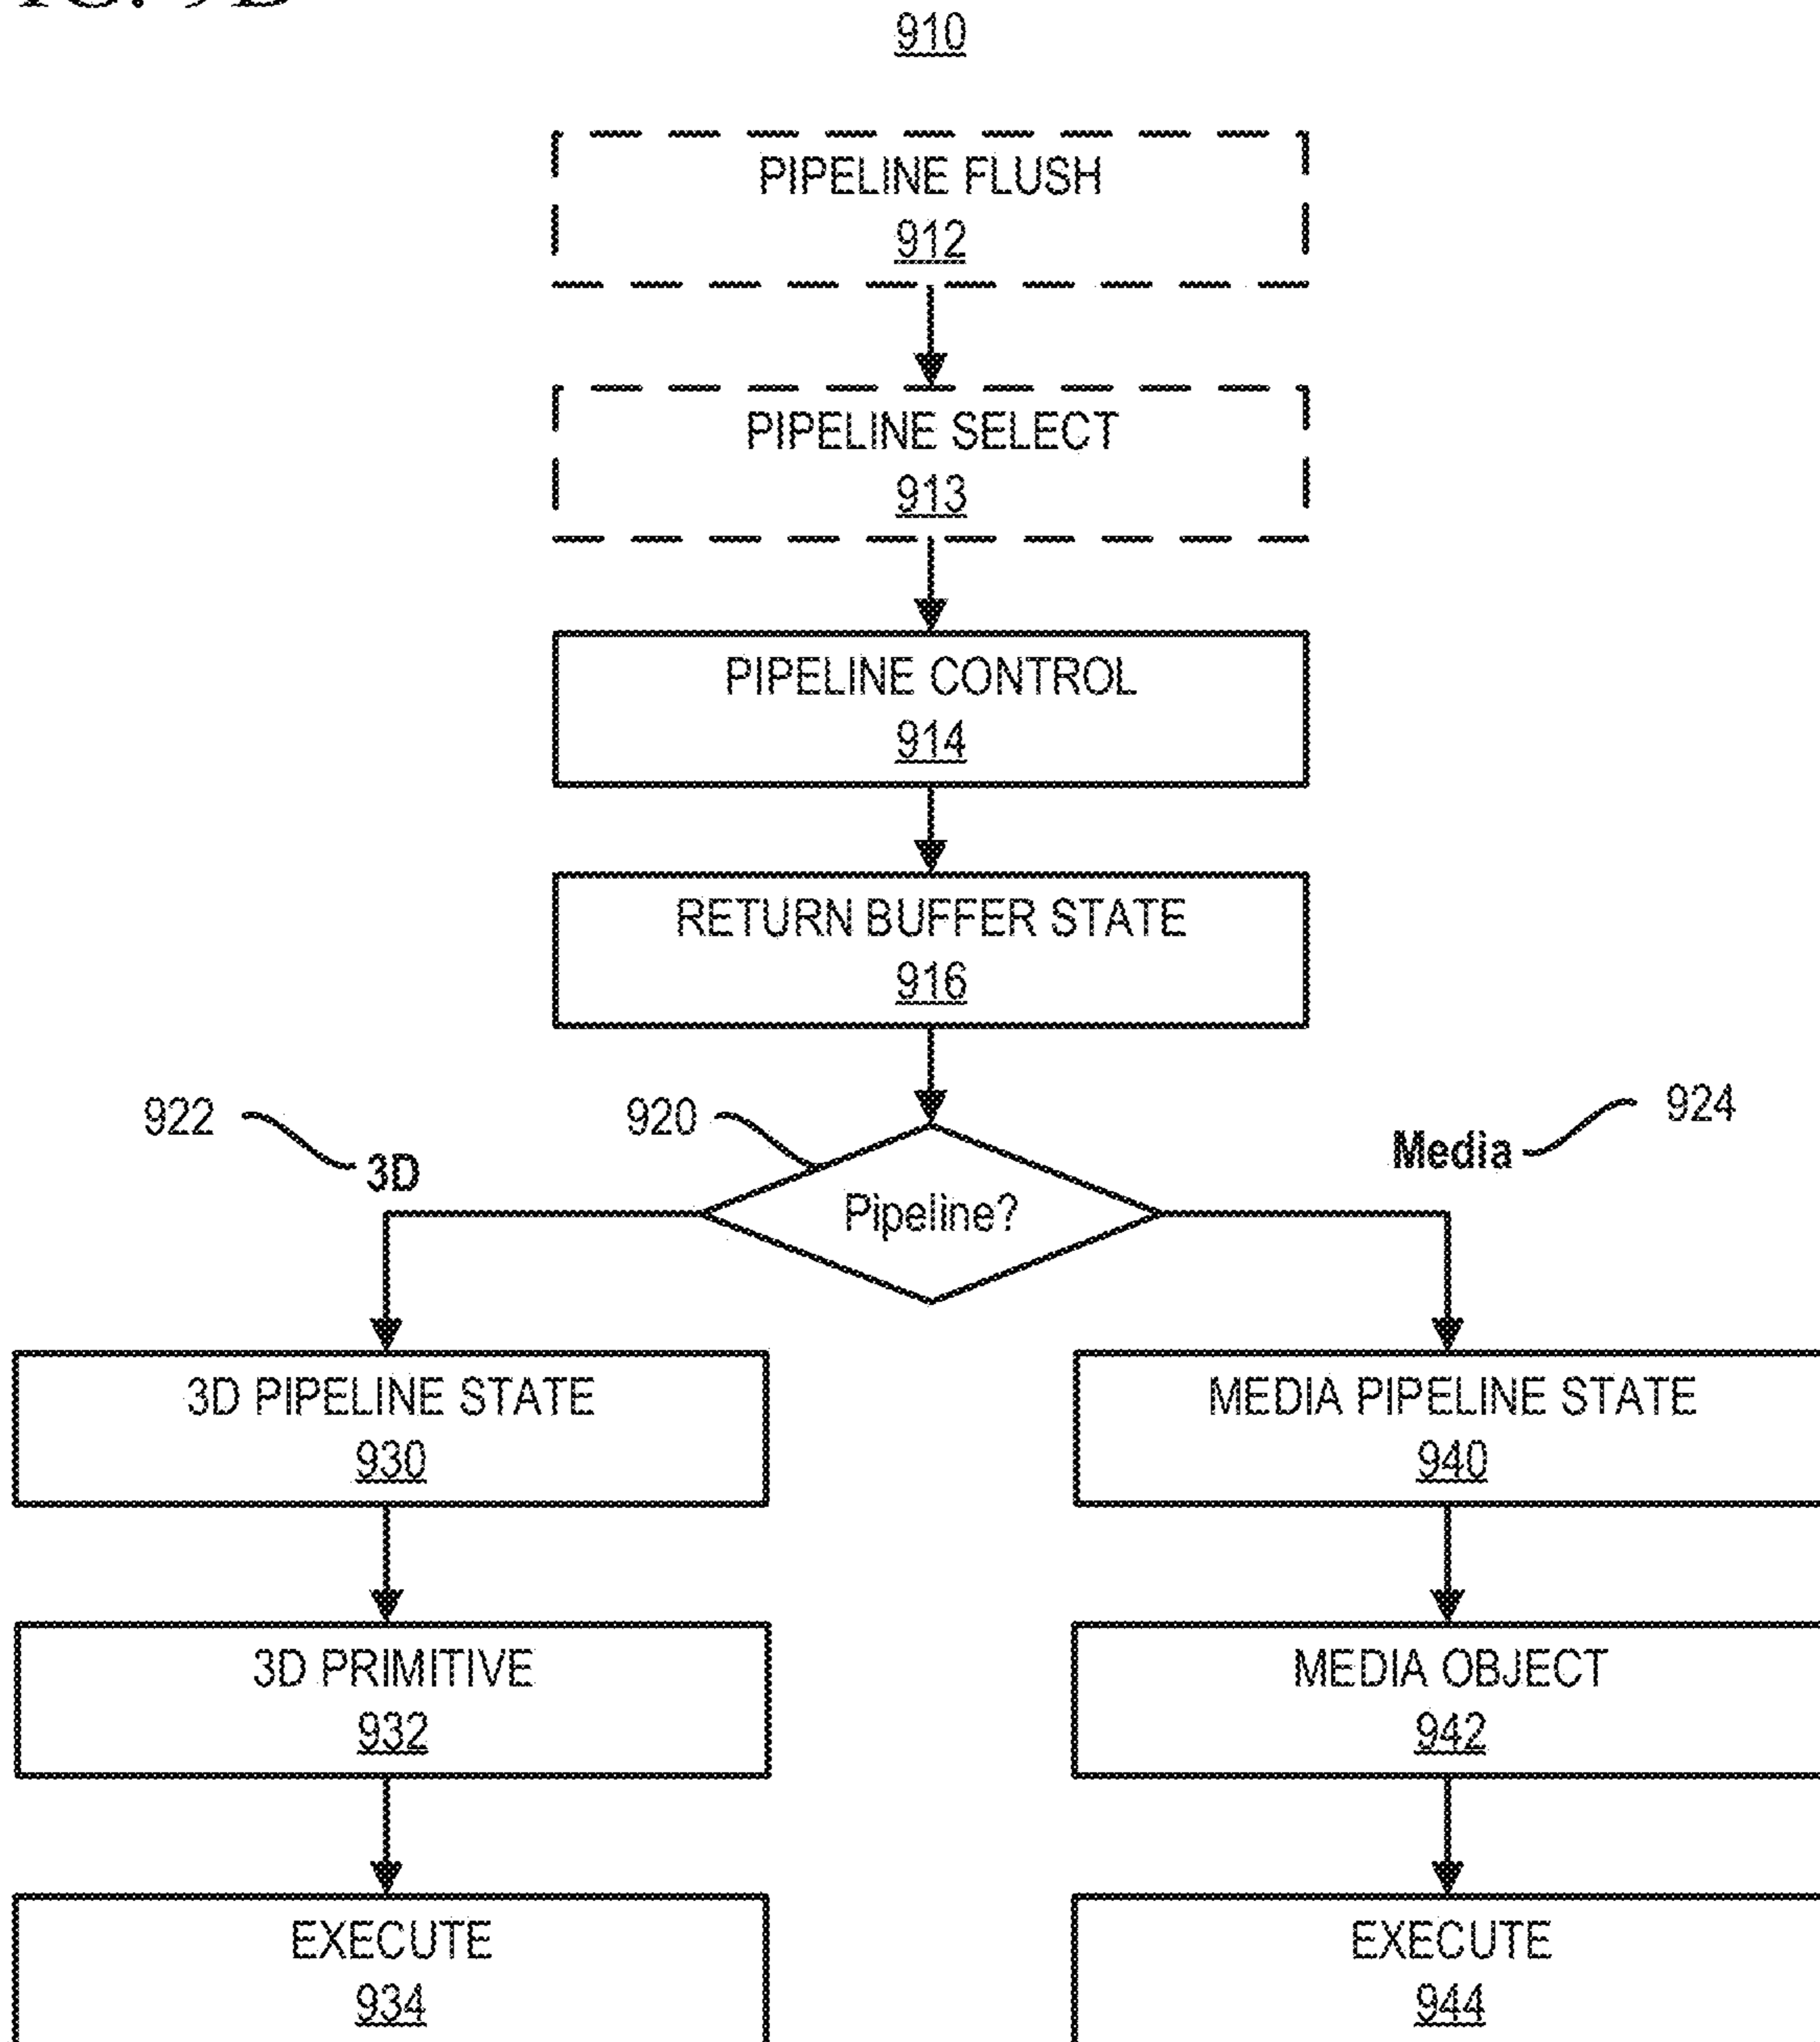 910
PIPELINE FLUSH
912
PIPELINE SELECT
913
PIPELINE CONTROL
914
RETURN BUFFER STATE
916
922
920
924
3D
Media
Pipeline?
3D PIPELINE STATE
930
MEDIA PIPELINE STATE
940
3D PRIMITIVE
932
MEDIA OBJECT
942
EXECUTE
934
EXECUTE
944